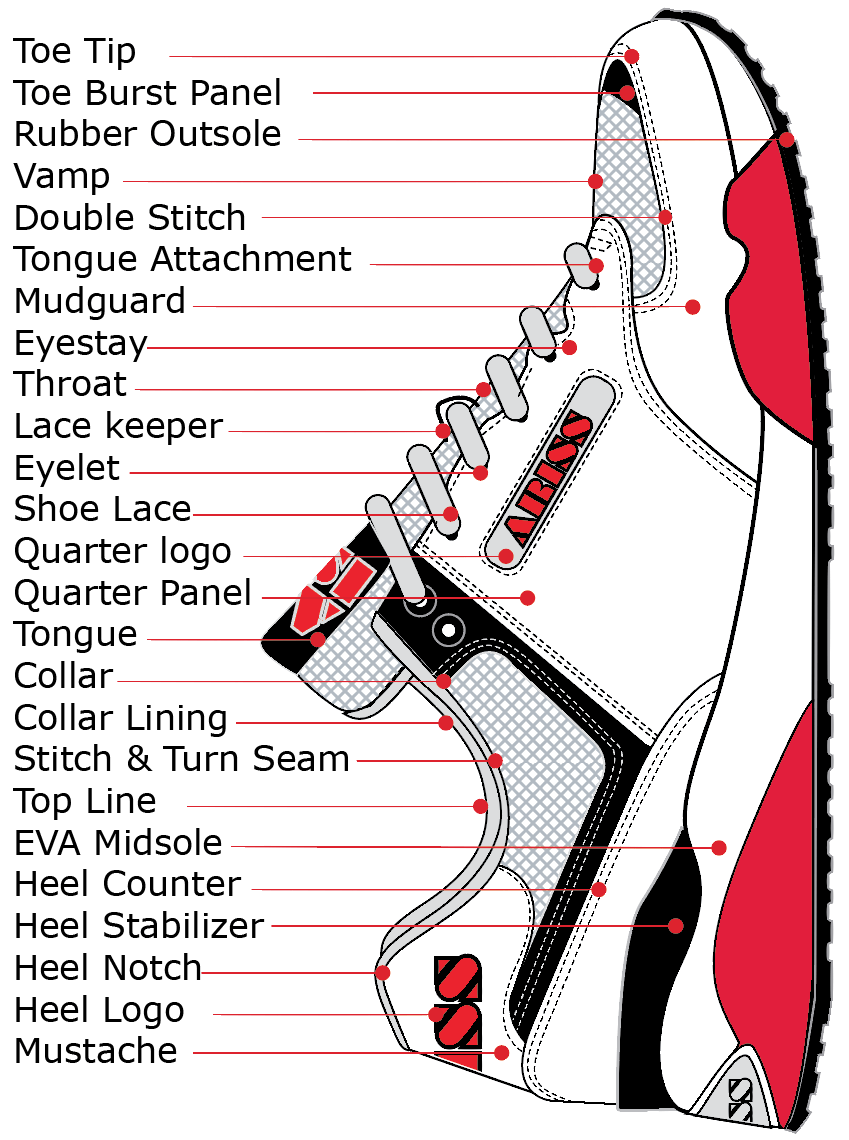 Toe Tip
Toe Burst Panel
Rubber Outsole
Vamp
Double Stitch
Tongue Attachment
Mudguard
Eyestay
Throat
Lace keeper
Eyelet
Shoe Lace
Quarter logo
Quarter Panel
Tongue
Collar
Collar Lining
Stitch & Turn Seam
Top Line
EVA Midsole
Heel Counter
Heel Stabilizer
Heel Notch
Heel Logo
Mustache
ARISS
SS